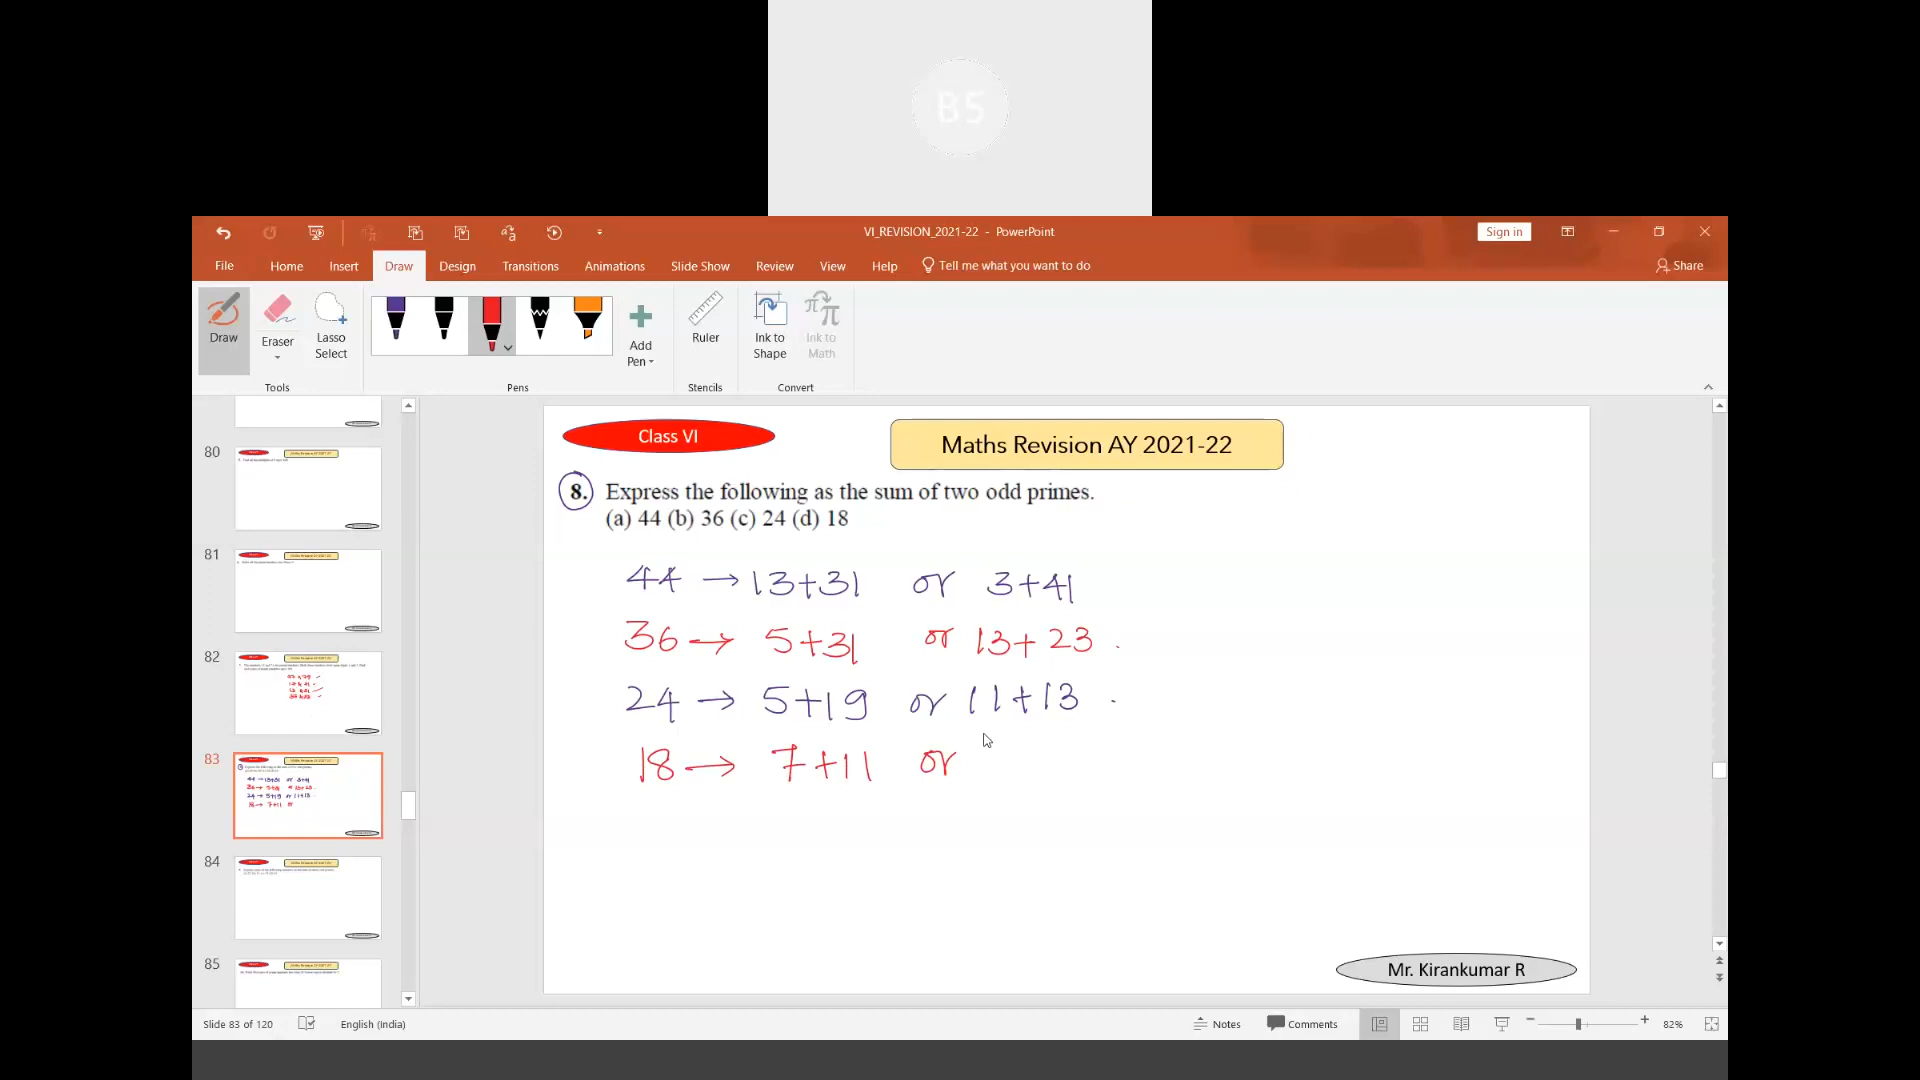 B5
VI_REVISION_2021-22 - PowerPoint
Sign in
File Home Insert Draw Design Transitions Animations Slide Show Review View Help Tell me what you want to do
Share
Draw
Eraser
Lasso Select
Add Pen
Ruler
Ink to Shape
Ink to Math
Tools
Pens
Stencils
Convert
80
81
82
83
84
85
Class VI
Maths Revision AY 2021-22
8. Express the following as the sum of two odd primes.
(a) 44 (b) 36 (c) 24 (d) 18
44 → 13+31 or 3+41
36 → 5+31 or 13+23.
24 → 5+19 or 11+13.
18 → 7+11 or
Mr. Kirankumar R
Slide 83 of 120
English (India)
Notes
Comments
82%